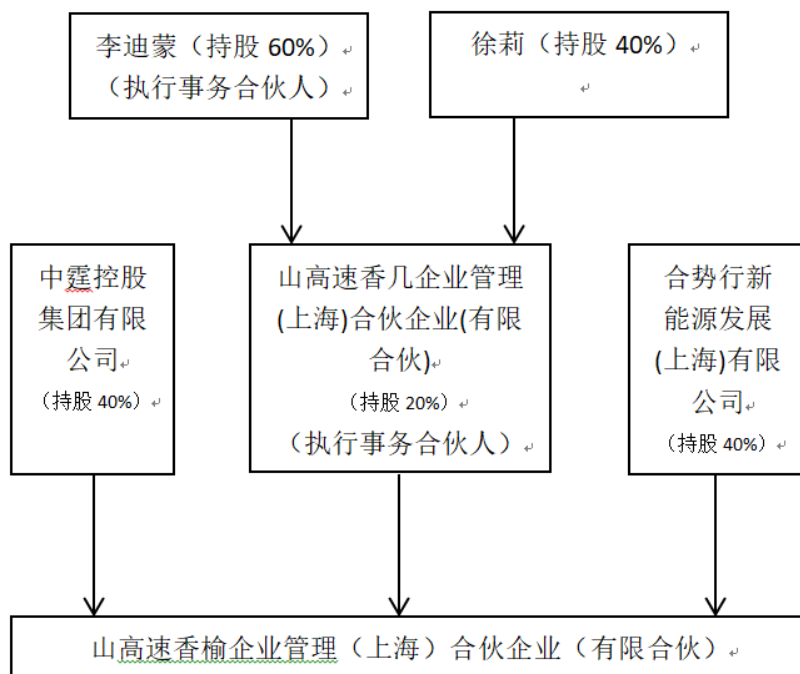 李迪蒙（持股 60%）
（执行事务合伙人）
徐莉（持股 40%）
中霆控股
集团有限
公司
（持股 40%）
山高速香几企业管理
(上海)合伙企业(有限
合伙)
（持股 20%）
（执行事务合伙人）
合势行新
能源发展
(上海)有限
公司
（持股 40%）
山高速香榆企业管理（上海）合伙企业（有限合伙）